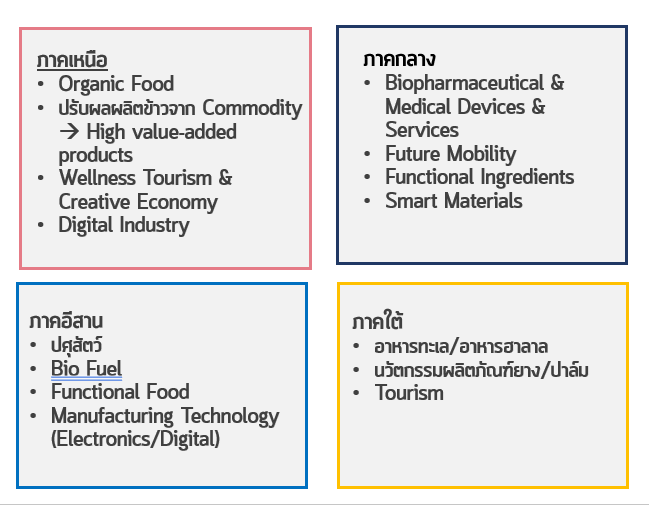 ภาคเหนือ
• Organic Food
• ปรับผลผลิตข้าวจาก Commodity
→ High value-added
products
• Wellness Tourism &
Creative Economy
• Digital Industry
ภาคกลาง
• Biopharmaceutical &
Medical Devices &
Services
• Future Mobility
• Functional Ingredients
• Smart Materials
ภาคอีสาน
• ปศุสัตว์
• Bio Fuel
• Functional Food
• Manufacturing Technology
(Electronics/Digital)
ภาคใต้
• อาหารทะเล/อาหารฮาลาล
• นวัตกรรมผลิตภัณฑ์ยาง/ปาล์ม
• Tourism